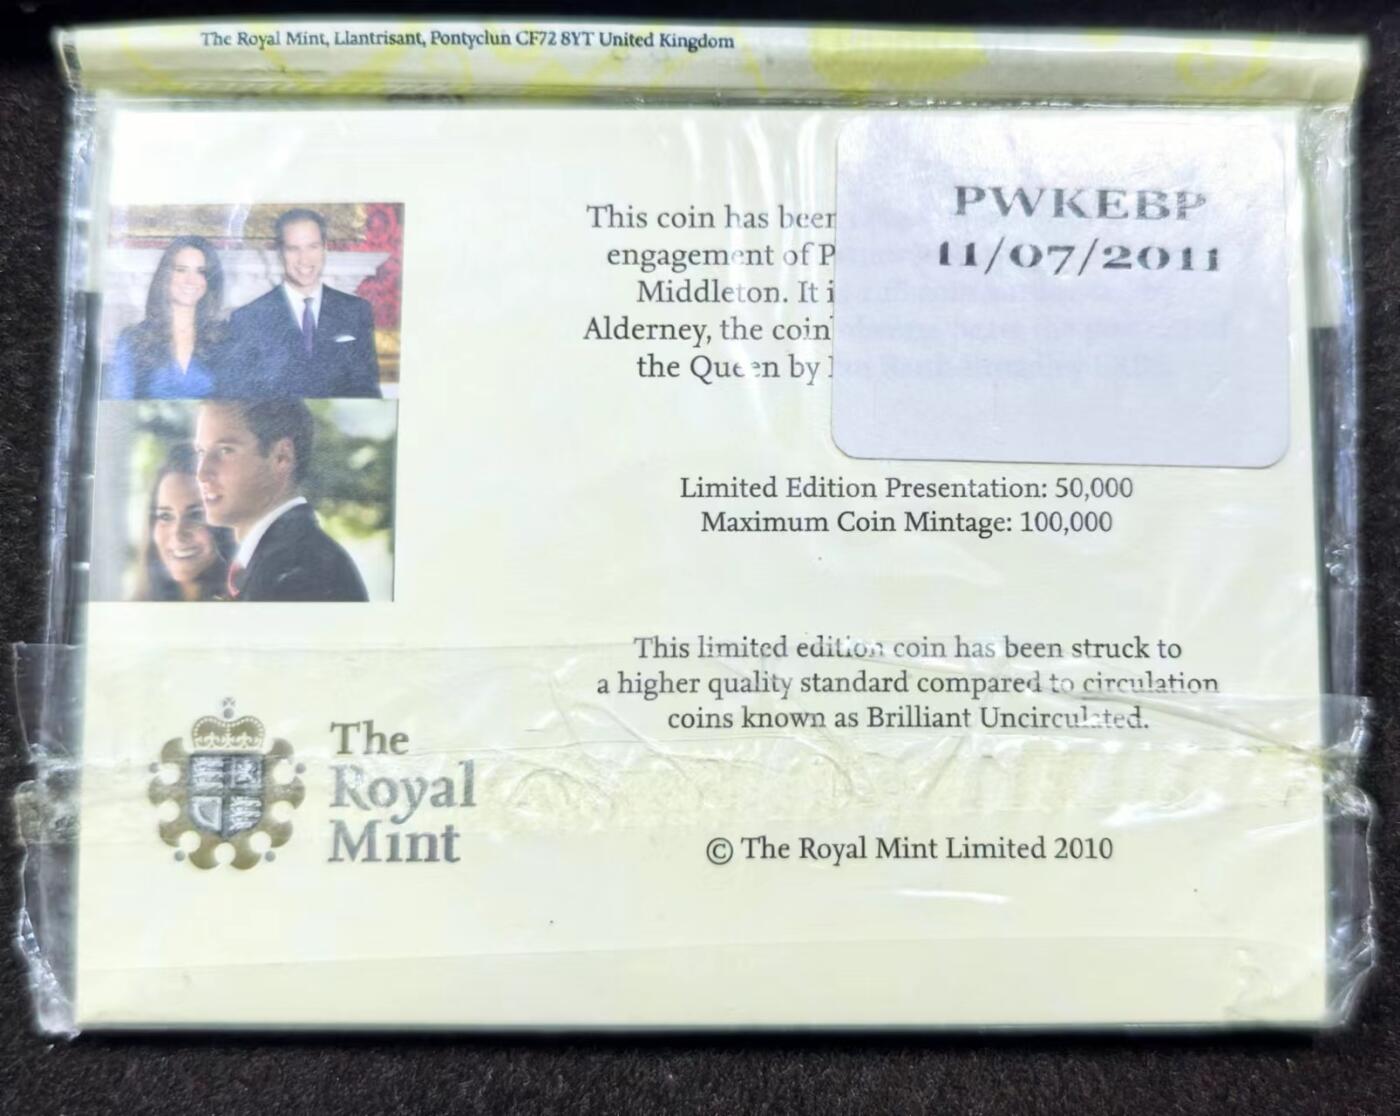 The Royal Mint, Llantrisant, Pontyclun CF72 8YT United Kingdom
PWKEBP
11/07/2011
This coin has been
engagement of P
Middleton. It i
Alderney, the coin
the Queen by
Limited Edition Presentation: 50,000
Maximum Coin Mintage: 100,000
This limited edition coin has been struck to
a higher quality standard compared to circulation
coins known as Brilliant Uncirculated.
The
Royal
Mint
© The Royal Mint Limited 2010